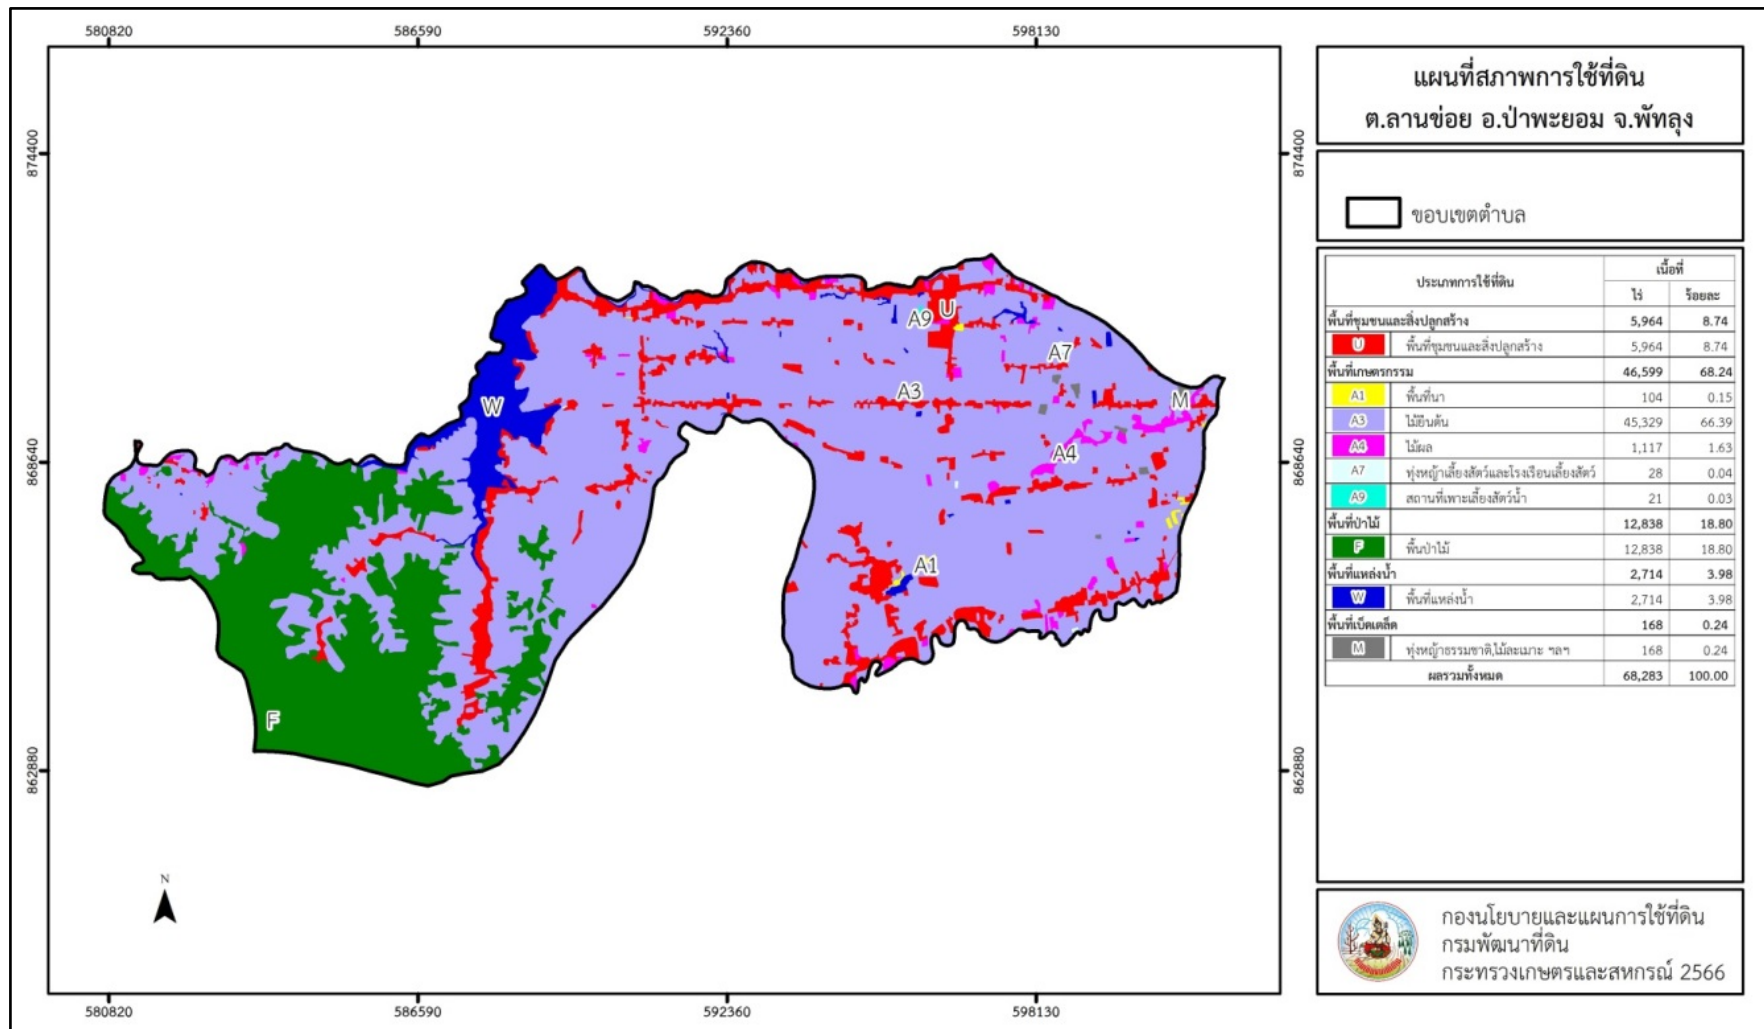 580820 586590 592360 598130
874400 874400
868640 868640
862880 862880
580820 586590 592360 598130
A9 U
A7
A3
M
W
A4
A1
F
N
แผนที่สภาพการใช้ที่ดิน
ต.ลานข่อย อ.ป่าพะยอม จ.พัทลุง
ขอบเขตตำบล
ประเภทการใช้ที่ดิน เนื้อที่
ไร่ ร้อยละ
พื้นที่ชุมชนและสิ่งปลูกสร้าง 5,964 8.74
U พื้นที่ชุมชนและสิ่งปลูกสร้าง 5,964 8.74
พื้นที่เกษตรกรรม 46,599 68.24
A1 พื้นที่นา 104 0.15
A3 ไม้ยืนต้น 45,329 66.39
A4 ไม้ผล 1,117 1.63
A7 ทุ่งหญ้าเลี้ยงสัตว์และโรงเรือนเลี้ยงสัตว์ 28 0.04
A9 สถานที่เพาะเลี้ยงสัตว์น้ำ 21 0.03
พื้นที่ป่าไม้ 12,838 18.80
F พื้นป่าไม้ 12,838 18.80
พื้นที่แหล่งน้ำ 2,714 3.98
W พื้นที่แหล่งน้ำ 2,714 3.98
พื้นที่เบ็ดเตล็ด 168 0.24
M ทุ่งหญ้าธรรมชาติ,ไม้ละเมาะ ฯลฯ 168 0.24
ผลรวมทั้งหมด 68,283 100.00
กองนโยบายและแผนการใช้ที่ดิน
กรมพัฒนาที่ดิน
กระทรวงเกษตรและสหกรณ์ 2566